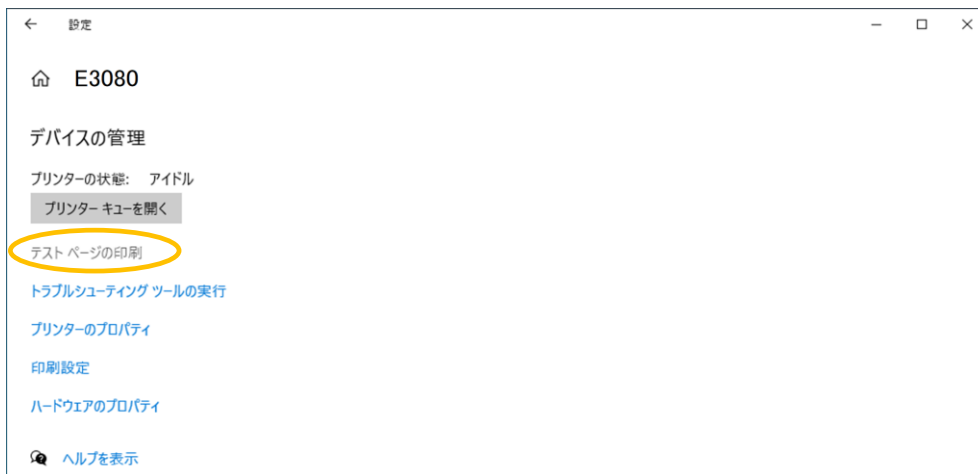 設定
E3080
デバイスの管理
プリンターの状態: アイドル
プリンター キューを開く
テスト ページの印刷
トラブルシューティング ツールの実行
プリンターのプロパティ
印刷設定
ハードウェアのプロパティ
ヘルプを表示